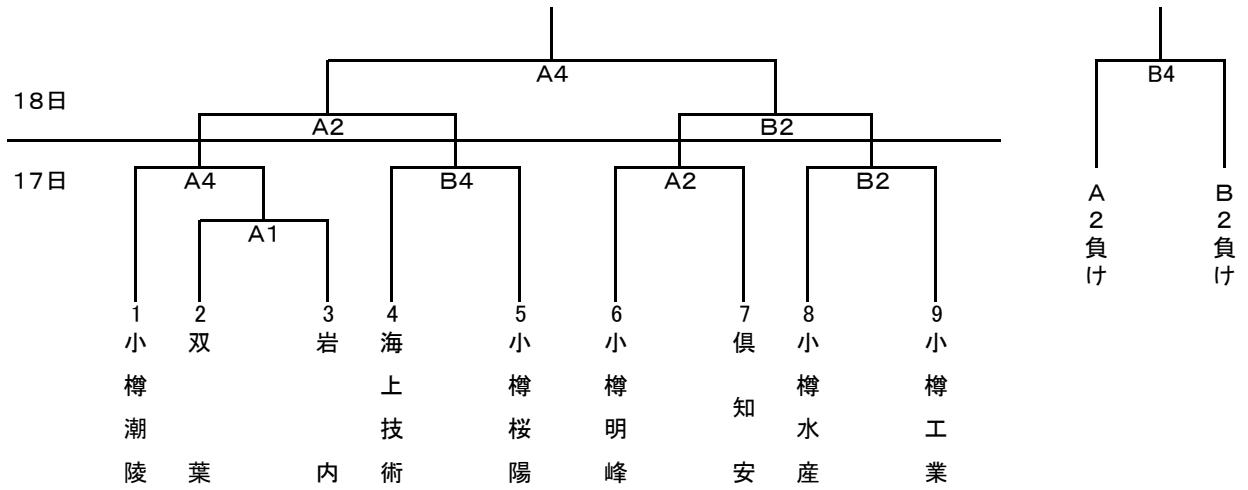 A4
B4
18日
A2
B2
17日
A4
B4
A2
B2
A1
A2負け
B2負け
1 小樽潮陵
2 双葉
3 岩内
4 海上技術
5 小樽桜陽
6 小樽明峰
7 倶知安
8 小樽水産
9 小樽工業